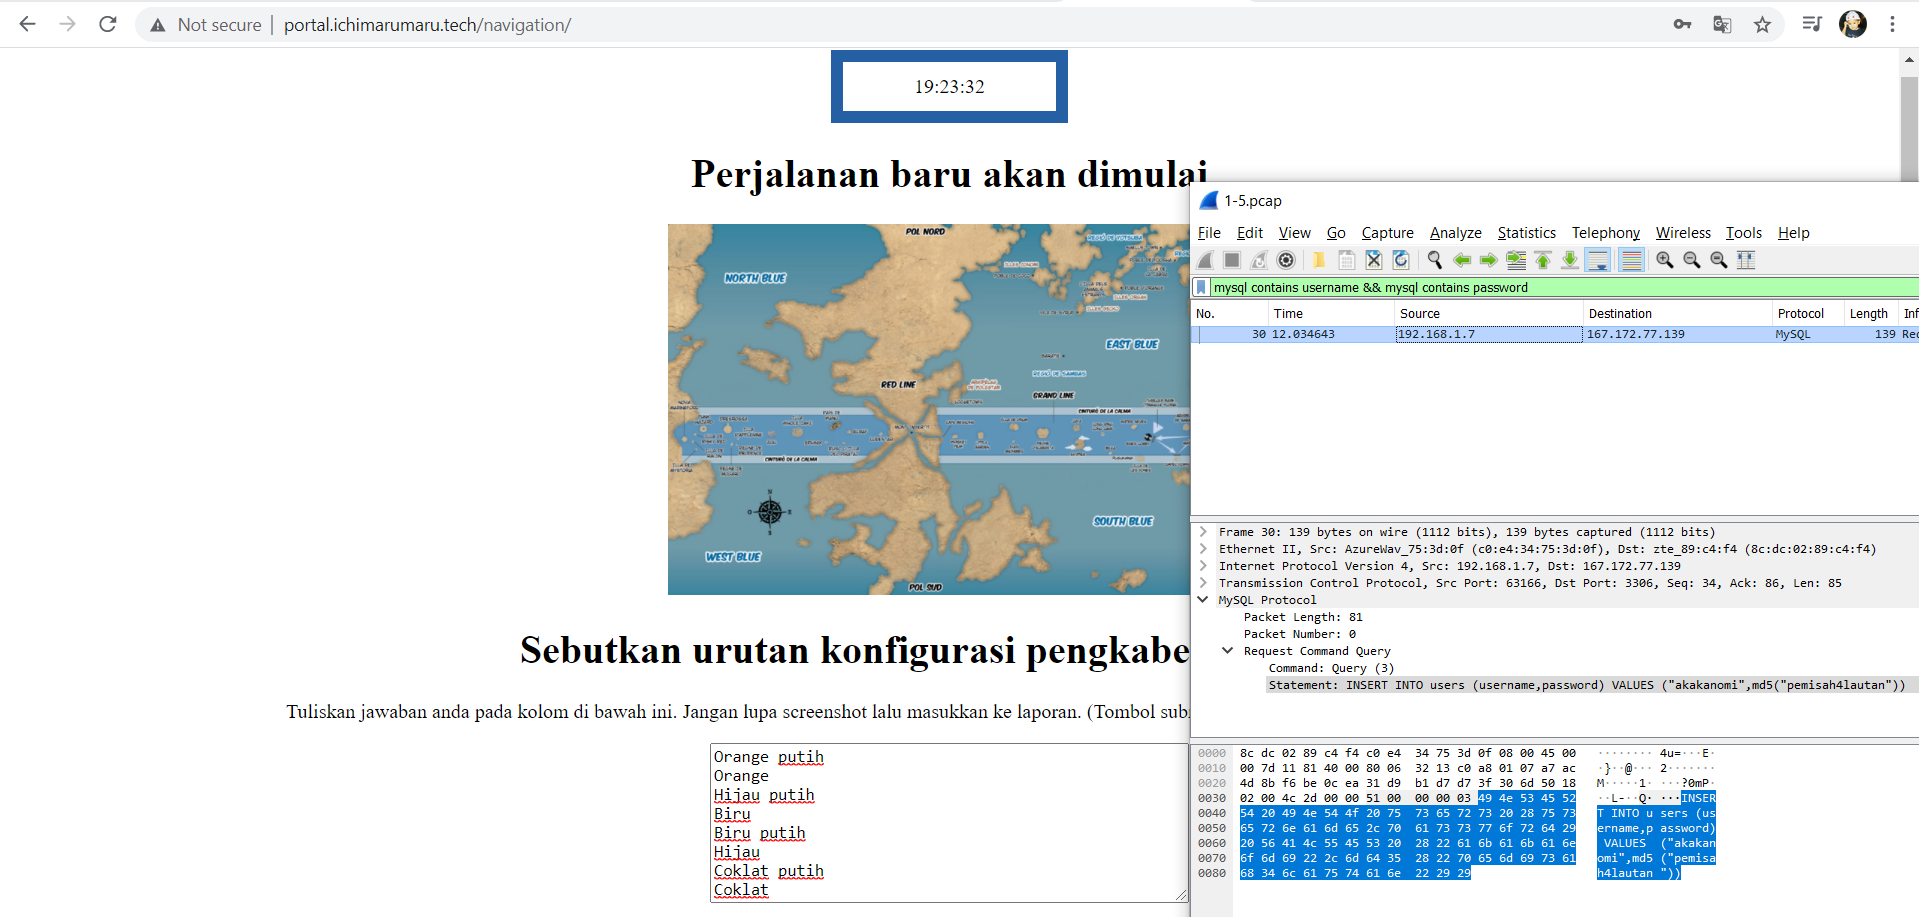 Not secure | portal.ichimarumaru.tech/navigation/
19:23:32
Perjalanan baru akan dimulai
POL NORD
NORTH BLUE
EAST BLUE
RED LINE
GRAND LINE
CINTURÓ DE LA CALMA
CINTURÓ DE LA CALMA
SOUTH BLUE
WEST BLUE
POL SUD
Sebutkan urutan konfigurasi pengkabe
Tuliskan jawaban anda pada kolom di bawah ini. Jangan lupa screenshot lalu masukkan ke laporan. (Tombol sub
Orange putih
Orange
Hijau putih
Biru
Biru putih
Hijau
Coklat putih
Coklat
1-5.pcap
File Edit View Go Capture Analyze Statistics Telephony Wireless Tools Help
mysql contains username && mysql contains password
No. Time Source Destination Protocol Length Inf
30 12.034643 192.168.1.7 167.172.77.139 MySQL 139 Rec
Frame 30: 139 bytes on wire (1112 bits), 139 bytes captured (1112 bits)
Ethernet II, Src: AzureWav_75:3d:0f (c0:e4:34:75:3d:0f), Dst: zte_89:c4:f4 (8c:dc:02:89:c4:f4)
Internet Protocol Version 4, Src: 192.168.1.7, Dst: 167.172.77.139
Transmission Control Protocol, Src Port: 63166, Dst Port: 3306, Seq: 34, Ack: 86, Len: 85
MySQL Protocol
Packet Length: 81
Packet Number: 0
Request Command Query
Command: Query (3)
Statement: INSERT INTO users (username,password) VALUES ("akakanomi",md5("pemisah4lautan"))
0000 8c dc 02 89 c4 f4 c0 e4 34 75 3d 0f 08 00 45 00 ········ 4u=···E·
0010 00 7d 11 81 40 00 80 06 32 13 c0 a8 01 07 a7 ac ·}··@··· 2·······
0020 4d 8b f6 be 0c ea 31 d9 b1 d7 d7 3f 30 6d 50 18 M·····1· ···?0mP·
0030 02 00 4c 2d 00 00 51 00 00 00 03 49 4e 53 45 52 ··L-··Q· ···INSER
0040 54 20 49 4e 54 4f 20 75 73 65 72 73 20 28 75 73 T INTO u sers (us
0050 65 72 6e 61 6d 65 2c 70 61 73 73 77 6f 72 64 29 ername,p assword)
0060 20 56 41 4c 55 45 53 20 28 22 61 6b 61 6b 61 6e VALUES ("akakan
0070 6f 6d 69 22 2c 6d 64 35 28 22 70 65 6d 69 73 61 omi",md5 ("pemisa
0080 68 34 6c 61 75 74 61 6e 22 29 29 h4lautan "))